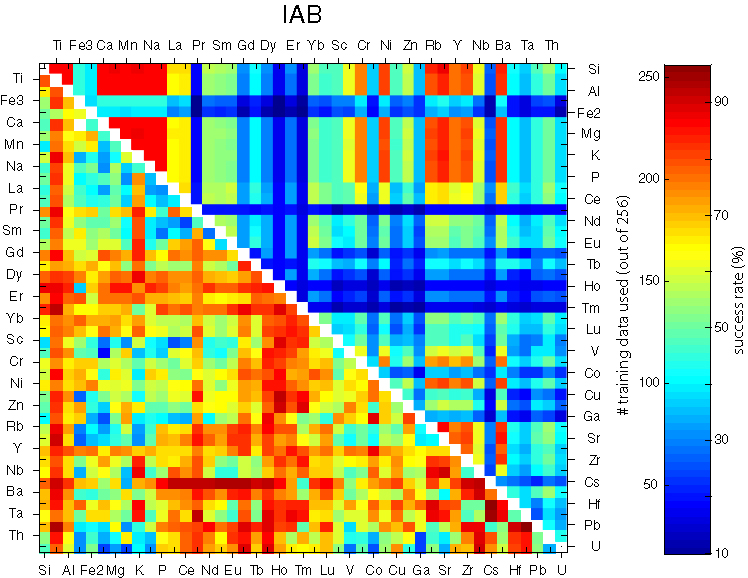 IAB
Ti Fe3 Ca Mn Na La Pr Sm Gd Dy Er Yb Sc Cr Ni Zn Rb Y Nb Ba Ta Th
Ti
Fe3
Ca
Mn
Na
La
Pr
Sm
Gd
Dy
Er
Yb
Sc
Cr
Ni
Zn
Rb
Y
Nb
Ba
Ta
Th
Si
Al
Fe2
Mg
K
P
Ce
Nd
Eu
Tb
Ho
Tm
Lu
V
Co
Cu
Ga
Sr
Zr
Cs
Hf
Pb
U
Si Al Fe2 Mg K P Ce Nd Eu Tb Ho Tm Lu V Co Cu Ga Sr Zr Cs Hf Pb U
# training data used (out of 256)
250
200
150
100
50
90
70
50
30
10
success rate (%)